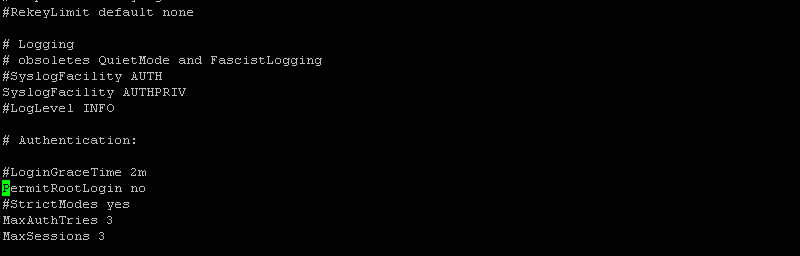 #RekeyLimit default none
# Logging
# obsoletes QuietMode and FascistLogging
#SyslogFacility AUTH
SyslogFacility AUTHPRIV
#LogLevel INFO
# Authentication:
#LoginGraceTime 2m
PermitRootLogin no
#StrictModes yes
MaxAuthTries 3
MaxSessions 3